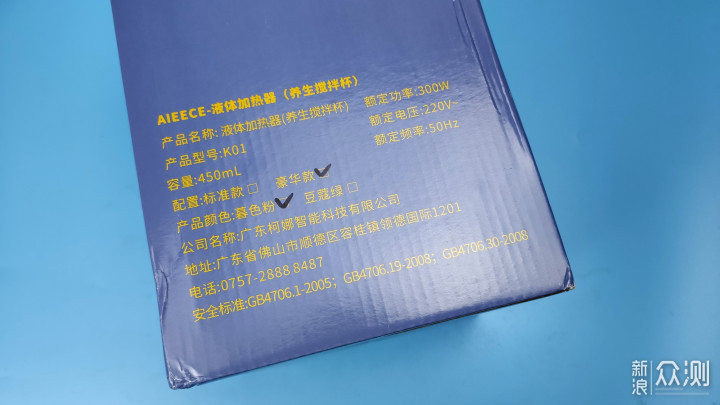 AIEECE-液体加热器（养生搅拌杯）
产品名称: 液体加热器(养生搅拌杯) 额定功率:300W
产品型号:K01 额定电压:220V~
容量:450mL 额定频率:50Hz
配置:标准款□ 豪华款□
产品颜色:暮色粉 豆蔻绿□
公司名称:广东柯娜智能科技有限公司
地址:广东省佛山市顺德区容桂镇领德国际1201
电话:0757-2888 8487
安全标准:GB4706.1-2005；GB4706.19-2008；GB4706.30-2008
新浪众测